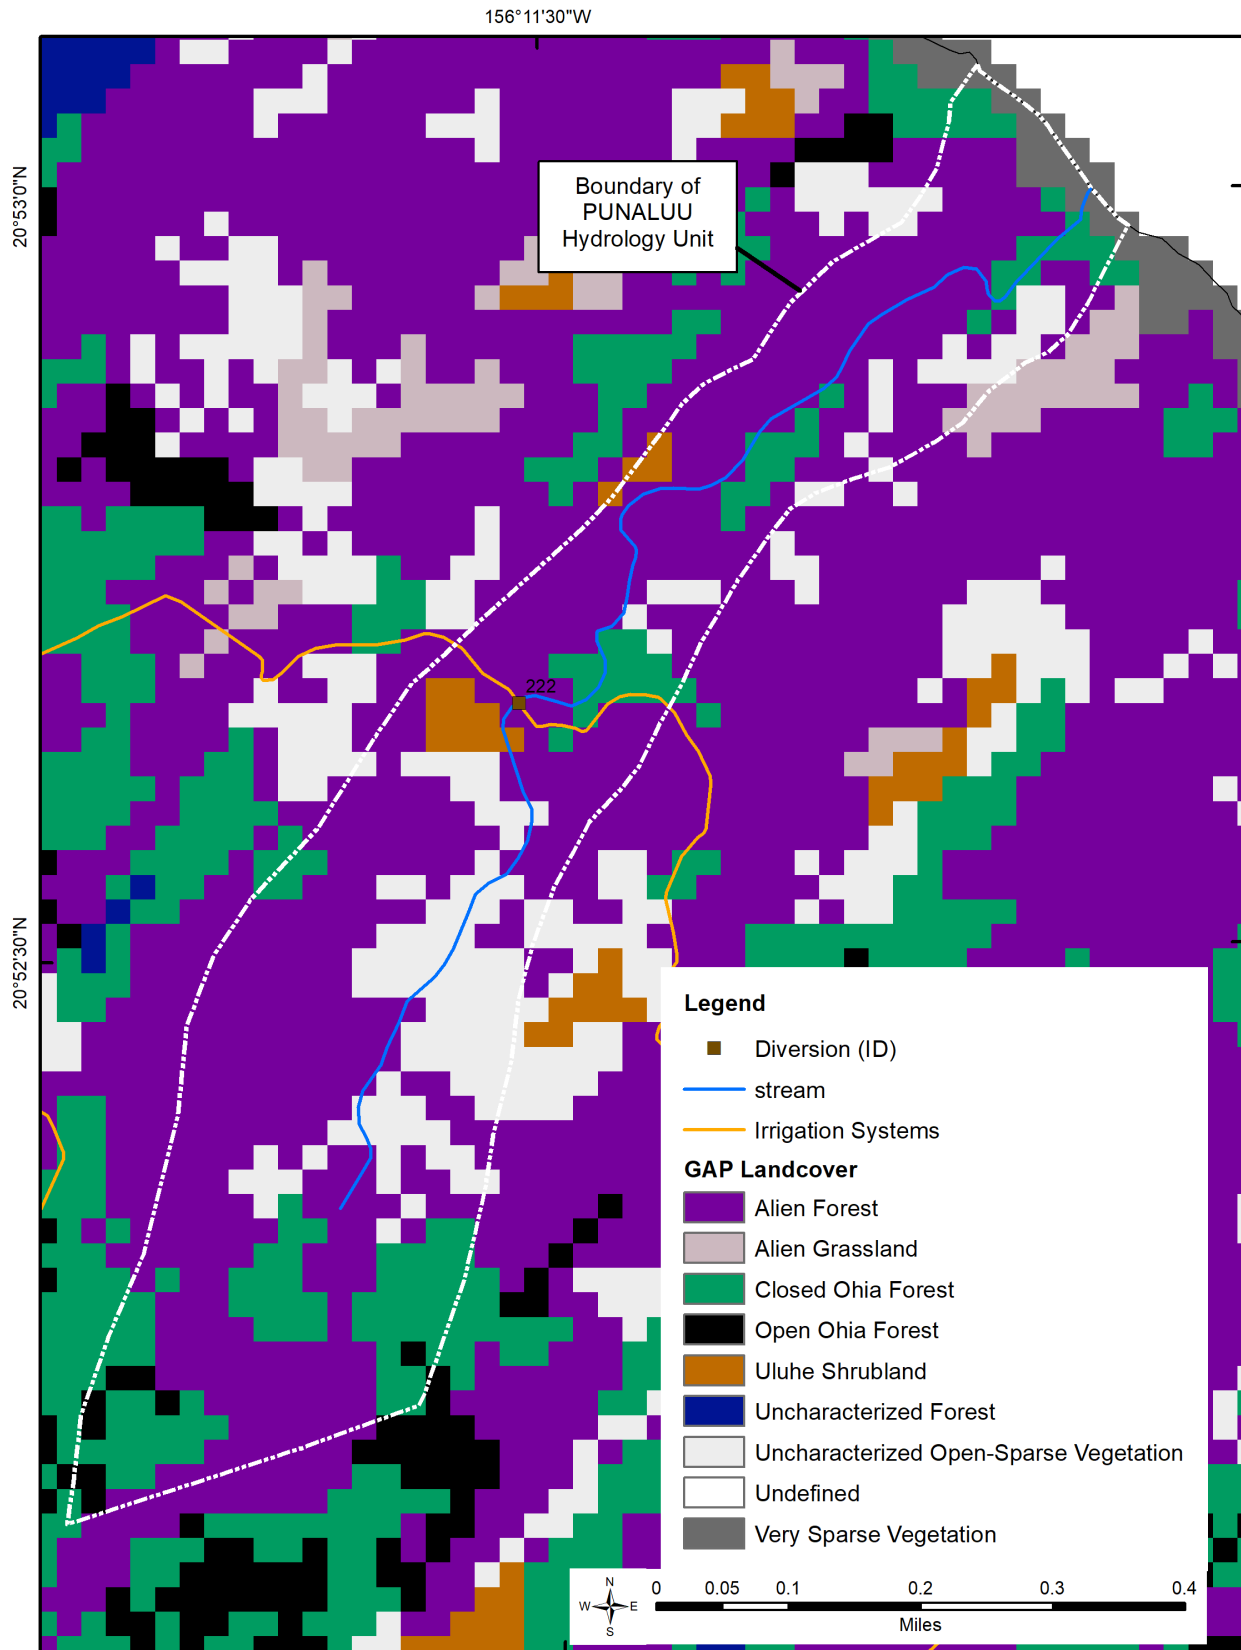 156°11'30"W
20°53'0"N
Boundary of
PUNALUU
Hydrology Unit
222
20°52'30"N
Legend
Diversion (ID)
stream
Irrigation Systems
GAP Landcover
Alien Forest
Alien Grassland
Closed Ohia Forest
Open Ohia Forest
Uluhe Shrubland
Uncharacterized Forest
Uncharacterized Open-Sparse Vegetation
Undefined
Very Sparse Vegetation
N
W E
S
0 0.05 0.1 0.2 0.3 0.4
Miles